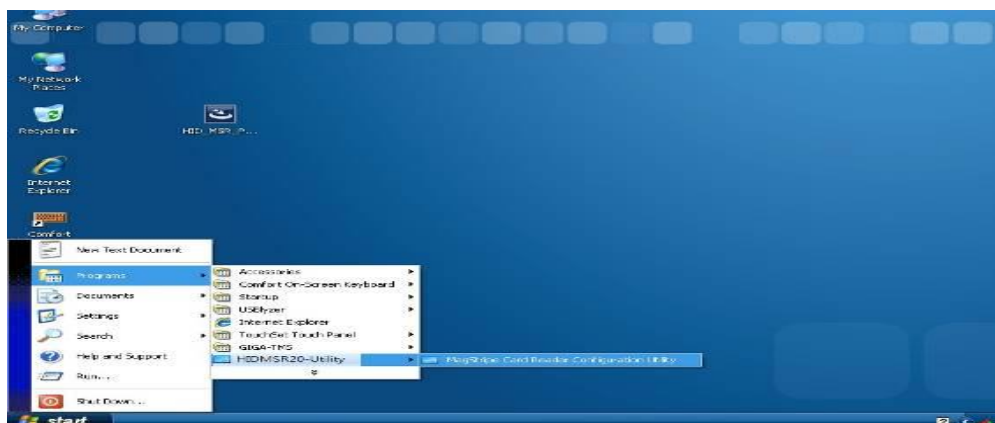 My Computer
My Network
Places
Recycle Bin
HID_MSR_P...
Internet
Explorer
Comfort
New Text Document
Programs
Documents
Settings
Search
Help and Support
Run...
Shut Down...
Accessories
Comfort On-Screen Keyboard
Startup
USBlyzer
Internet Explorer
TouchSet Touch Panel
GIGA-TMS
HIDMSR20-Utility
MagStripe Card Reader Configuration Utility
start